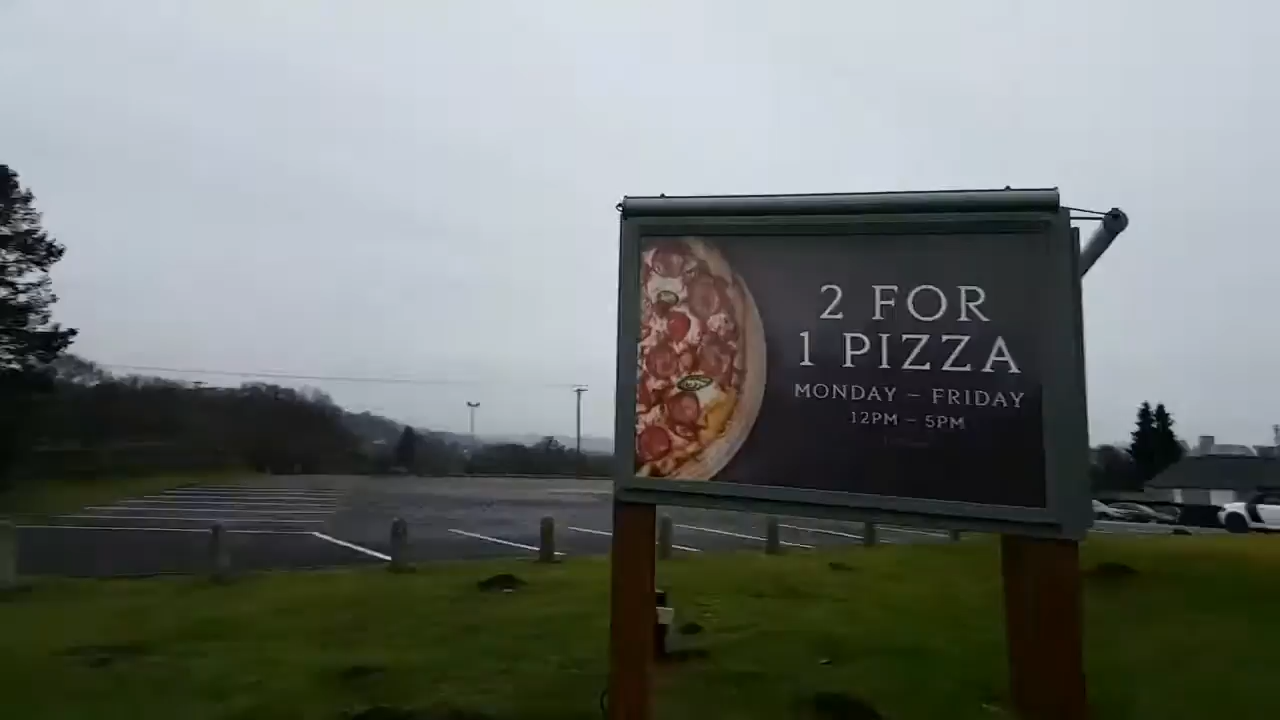 2 FOR
1 PIZZA
MONDAY – FRIDAY
12PM – 5PM